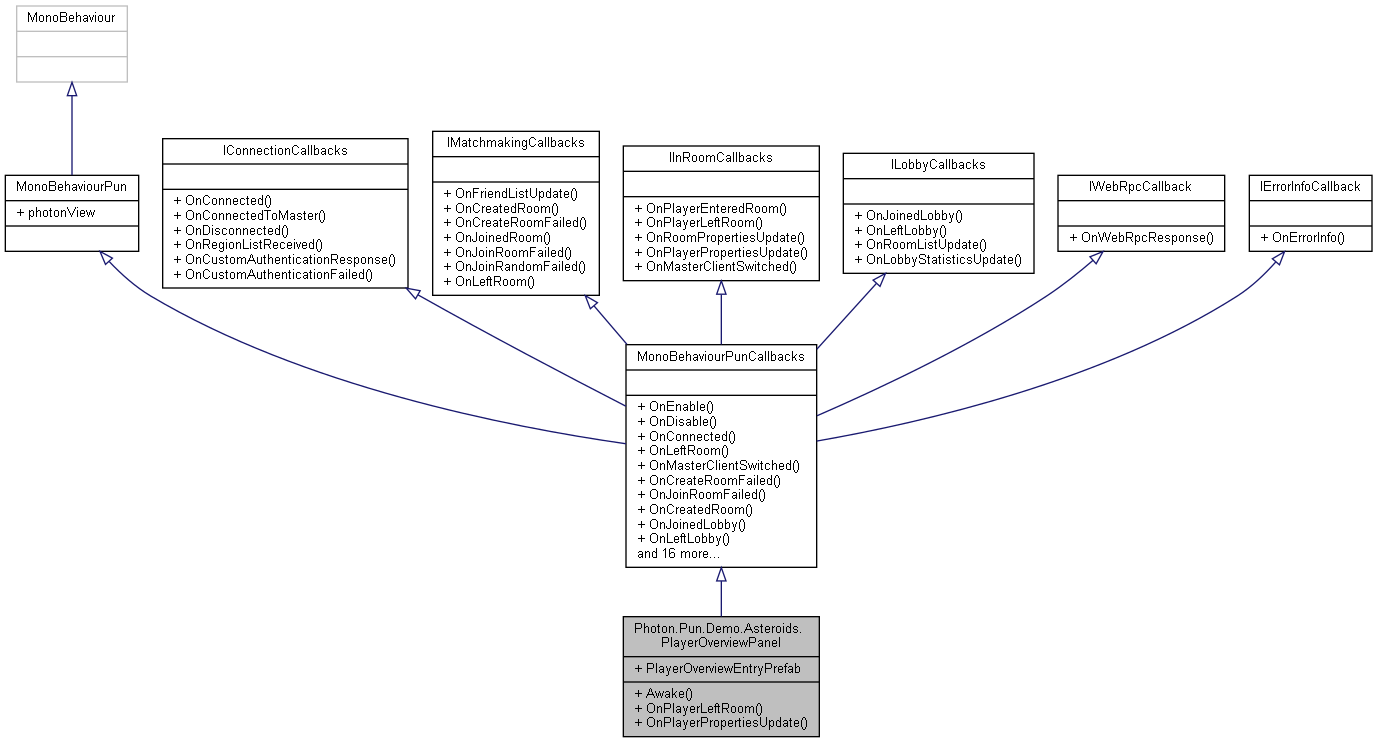 MonoBehaviour
MonoBehaviourPun
+ photonView
IConnectionCallbacks
+ OnConnected()
+ OnConnectedToMaster()
+ OnDisconnected()
+ OnRegionListReceived()
+ OnCustomAuthenticationResponse()
+ OnCustomAuthenticationFailed()
IMatchmakingCallbacks
+ OnFriendListUpdate()
+ OnCreatedRoom()
+ OnCreateRoomFailed()
+ OnJoinedRoom()
+ OnJoinRoomFailed()
+ OnJoinRandomFailed()
+ OnLeftRoom()
IInRoomCallbacks
+ OnPlayerEnteredRoom()
+ OnPlayerLeftRoom()
+ OnRoomPropertiesUpdate()
+ OnPlayerPropertiesUpdate()
+ OnMasterClientSwitched()
ILobbyCallbacks
+ OnJoinedLobby()
+ OnLeftLobby()
+ OnRoomListUpdate()
+ OnLobbyStatisticsUpdate()
IWebRpcCallback
+ OnWebRpcResponse()
IErrorInfoCallback
+ OnErrorInfo()
MonoBehaviourPunCallbacks
+ OnEnable()
+ OnDisable()
+ OnConnected()
+ OnLeftRoom()
+ OnMasterClientSwitched()
+ OnCreateRoomFailed()
+ OnJoinRoomFailed()
+ OnCreatedRoom()
+ OnJoinedLobby()
+ OnLeftLobby()
and 16 more...
Photon.Pun.Demo.Asteroids.
PlayerOverviewPanel
+ PlayerOverviewEntryPrefab
+ Awake()
+ OnPlayerLeftRoom()
+ OnPlayerPropertiesUpdate()